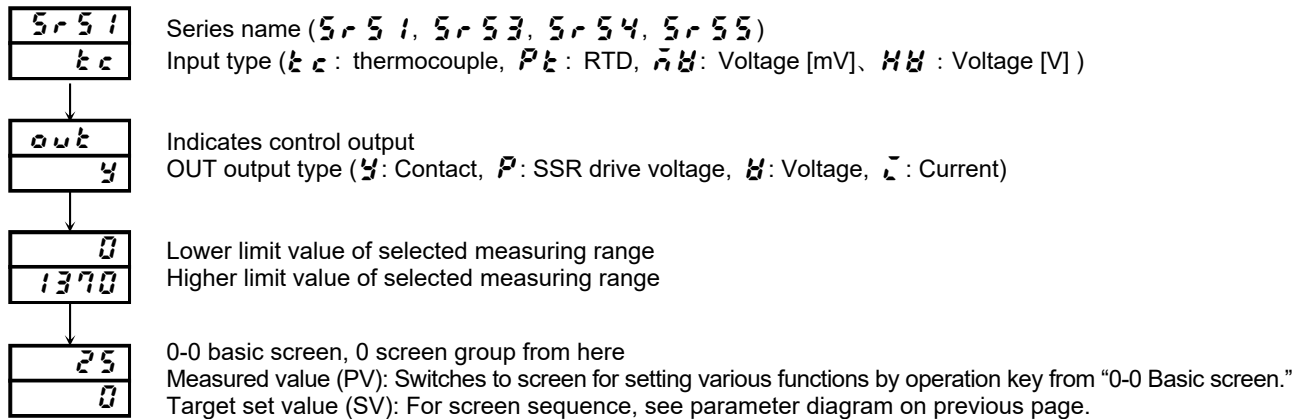 SrS1
Series name (SrS1, SrS3, SrS4, SrS5)
tc
Input type (tc : thermocouple, Pt : RTD, mV: Voltage [mV]、HV : Voltage [V] )
out
Indicates control output
Y
OUT output type (Y: Contact, P: SSR drive voltage, V: Voltage, i : Current)
0
Lower limit value of selected measuring range
1370
Higher limit value of selected measuring range
25
0-0 basic screen, 0 screen group from here
Measured value (PV): Switches to screen for setting various functions by operation key from “0-0 Basic screen.”
0
Target set value (SV): For screen sequence, see parameter diagram on previous page.